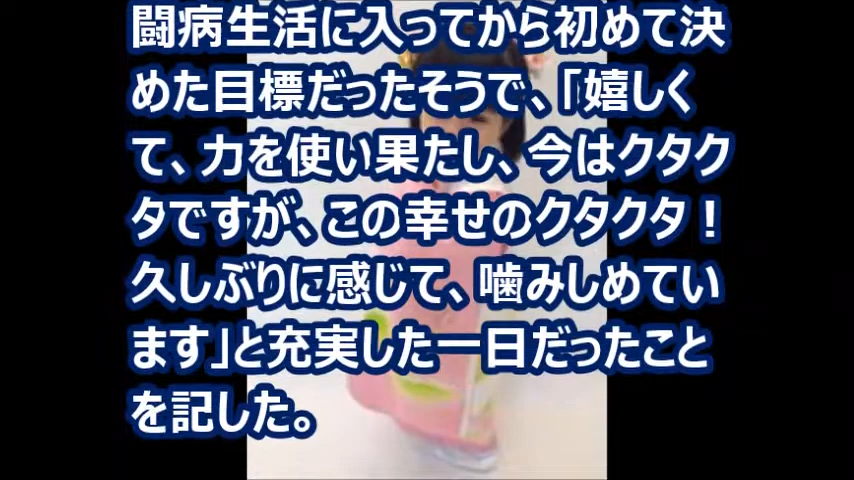 闘病生活に入ってから初めて決
めた目標だったそうで、「嬉しく
て、力を使い果たし、今はクタク
タですが、この幸せのクタクタ！
久しぶりに感じて、噛みしめてい
ます」と充実した一日だったこと
を記した。